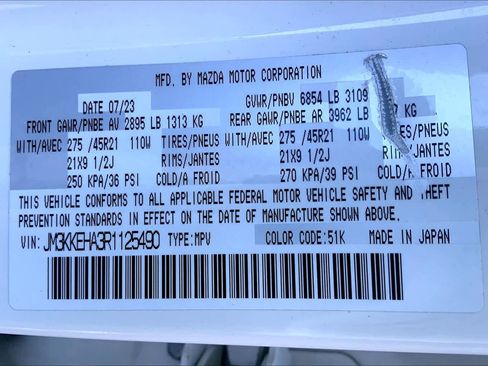 MFD. BY MAZDA MOTOR CORPORATION
DATE 07/23 GVWR/PNBV 6854 LB 3109
FRONT GAWR/PNBE AV 2895 LB 1313 KG REAR GAWR/PNBE AR 3962 LB KG
WITH/AVEC 275 /45R21 110W TIRES/PNEUS WITH/AVEC 275 /45R21 110W TIRES/PNEUS
21X9 1/2J RIMS/JANTES 21X9 1/2J RIMS/JANTES
250 KPA/36 PSI COLD/A FROID 270 KPA/39 PSI COLD/A FROID
THIS VEHICLE CONFORMS TO ALL APPLICABLE FEDERAL MOTOR VEHICLE SAFETY AND THEFT
PREVENTION STANDARDS IN EFFECT ON THE DATE OF MANUFACTURE SHOWN ABOVE.
VIN: JM3KKEHA3R1125490 TYPE:MPV COLOR CODE:51K MADE IN JAPAN